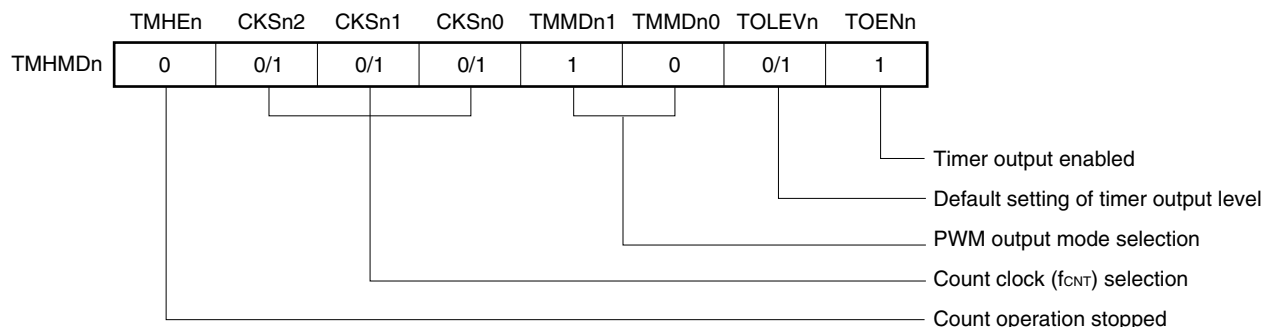 TMHEn CKSn2 CKSn1 CKSn0 TMMDn1 TMMDn0 TOLEVn TOENn
TMHMDn 0 0/1 0/1 0/1 1 0 0/1 1
Timer output enabled
Default setting of timer output level
PWM output mode selection
Count clock (fCNT) selection
Count operation stopped